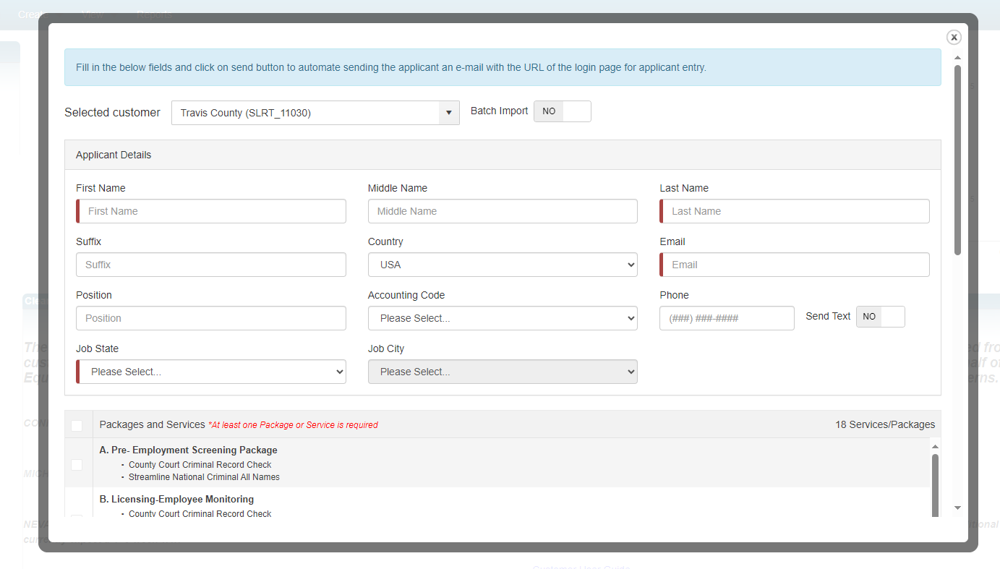 View
Reports
x
Fill in the below fields and click on send button to automate sending the applicant an e-mail with the URL of the login page for applicant entry.
Selected customer Travis County (SLRT_11030) Batch Import NO
Applicant Details
First Name Middle Name Last Name
First Name Middle Name Last Name
Suffix Country Email
Suffix USA Email
Position Accounting Code Phone
Position Please Select... (###) ###-#### Send Text NO
Job State Job City
Please Select... Please Select...
Packages and Services *At least one Package or Service is required 18 Services/Packages
A. Pre- Employment Screening Package
· County Court Criminal Record Check
· Streamline National Criminal All Names
B. Licensing-Employee Monitoring
· County Court Criminal Record Check
Customer User Guide